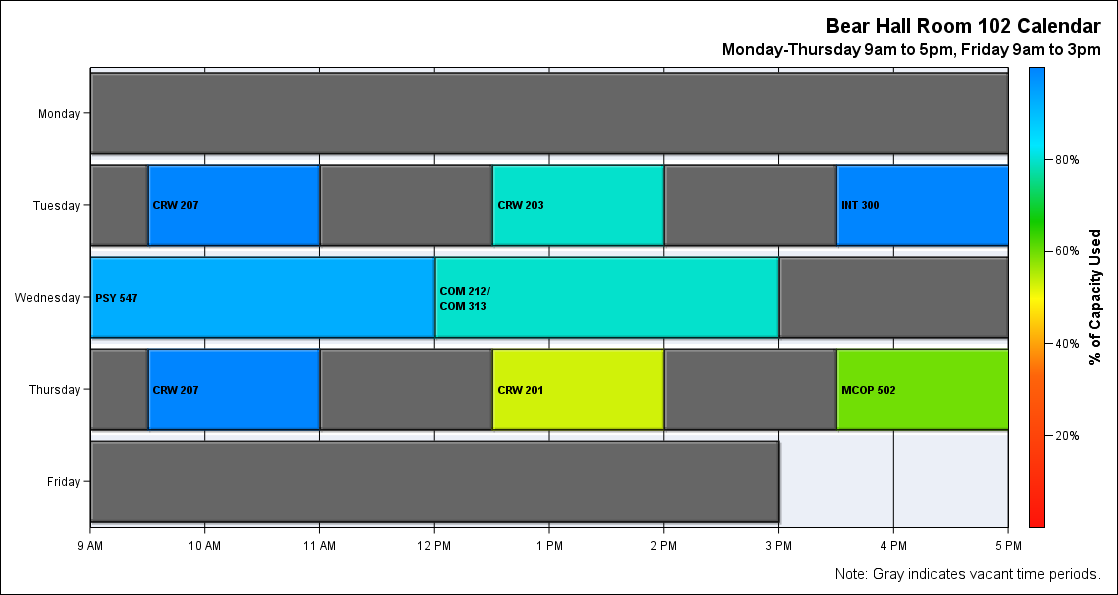 Bear Hall Room 102 Calendar
Monday-Thursday 9am to 5pm, Friday 9am to 3pm
Monday
Tuesday
CRW 207
CRW 203
INT 300
Wednesday
PSY 547
COM 212/
COM 313
Thursday
CRW 207
CRW 201
MCOP 502
Friday
9 AM
10 AM
11 AM
12 PM
1 PM
2 PM
3 PM
4 PM
5 PM
80%
60%
40%
20%
% of Capacity Used
Note: Gray indicates vacant time periods.